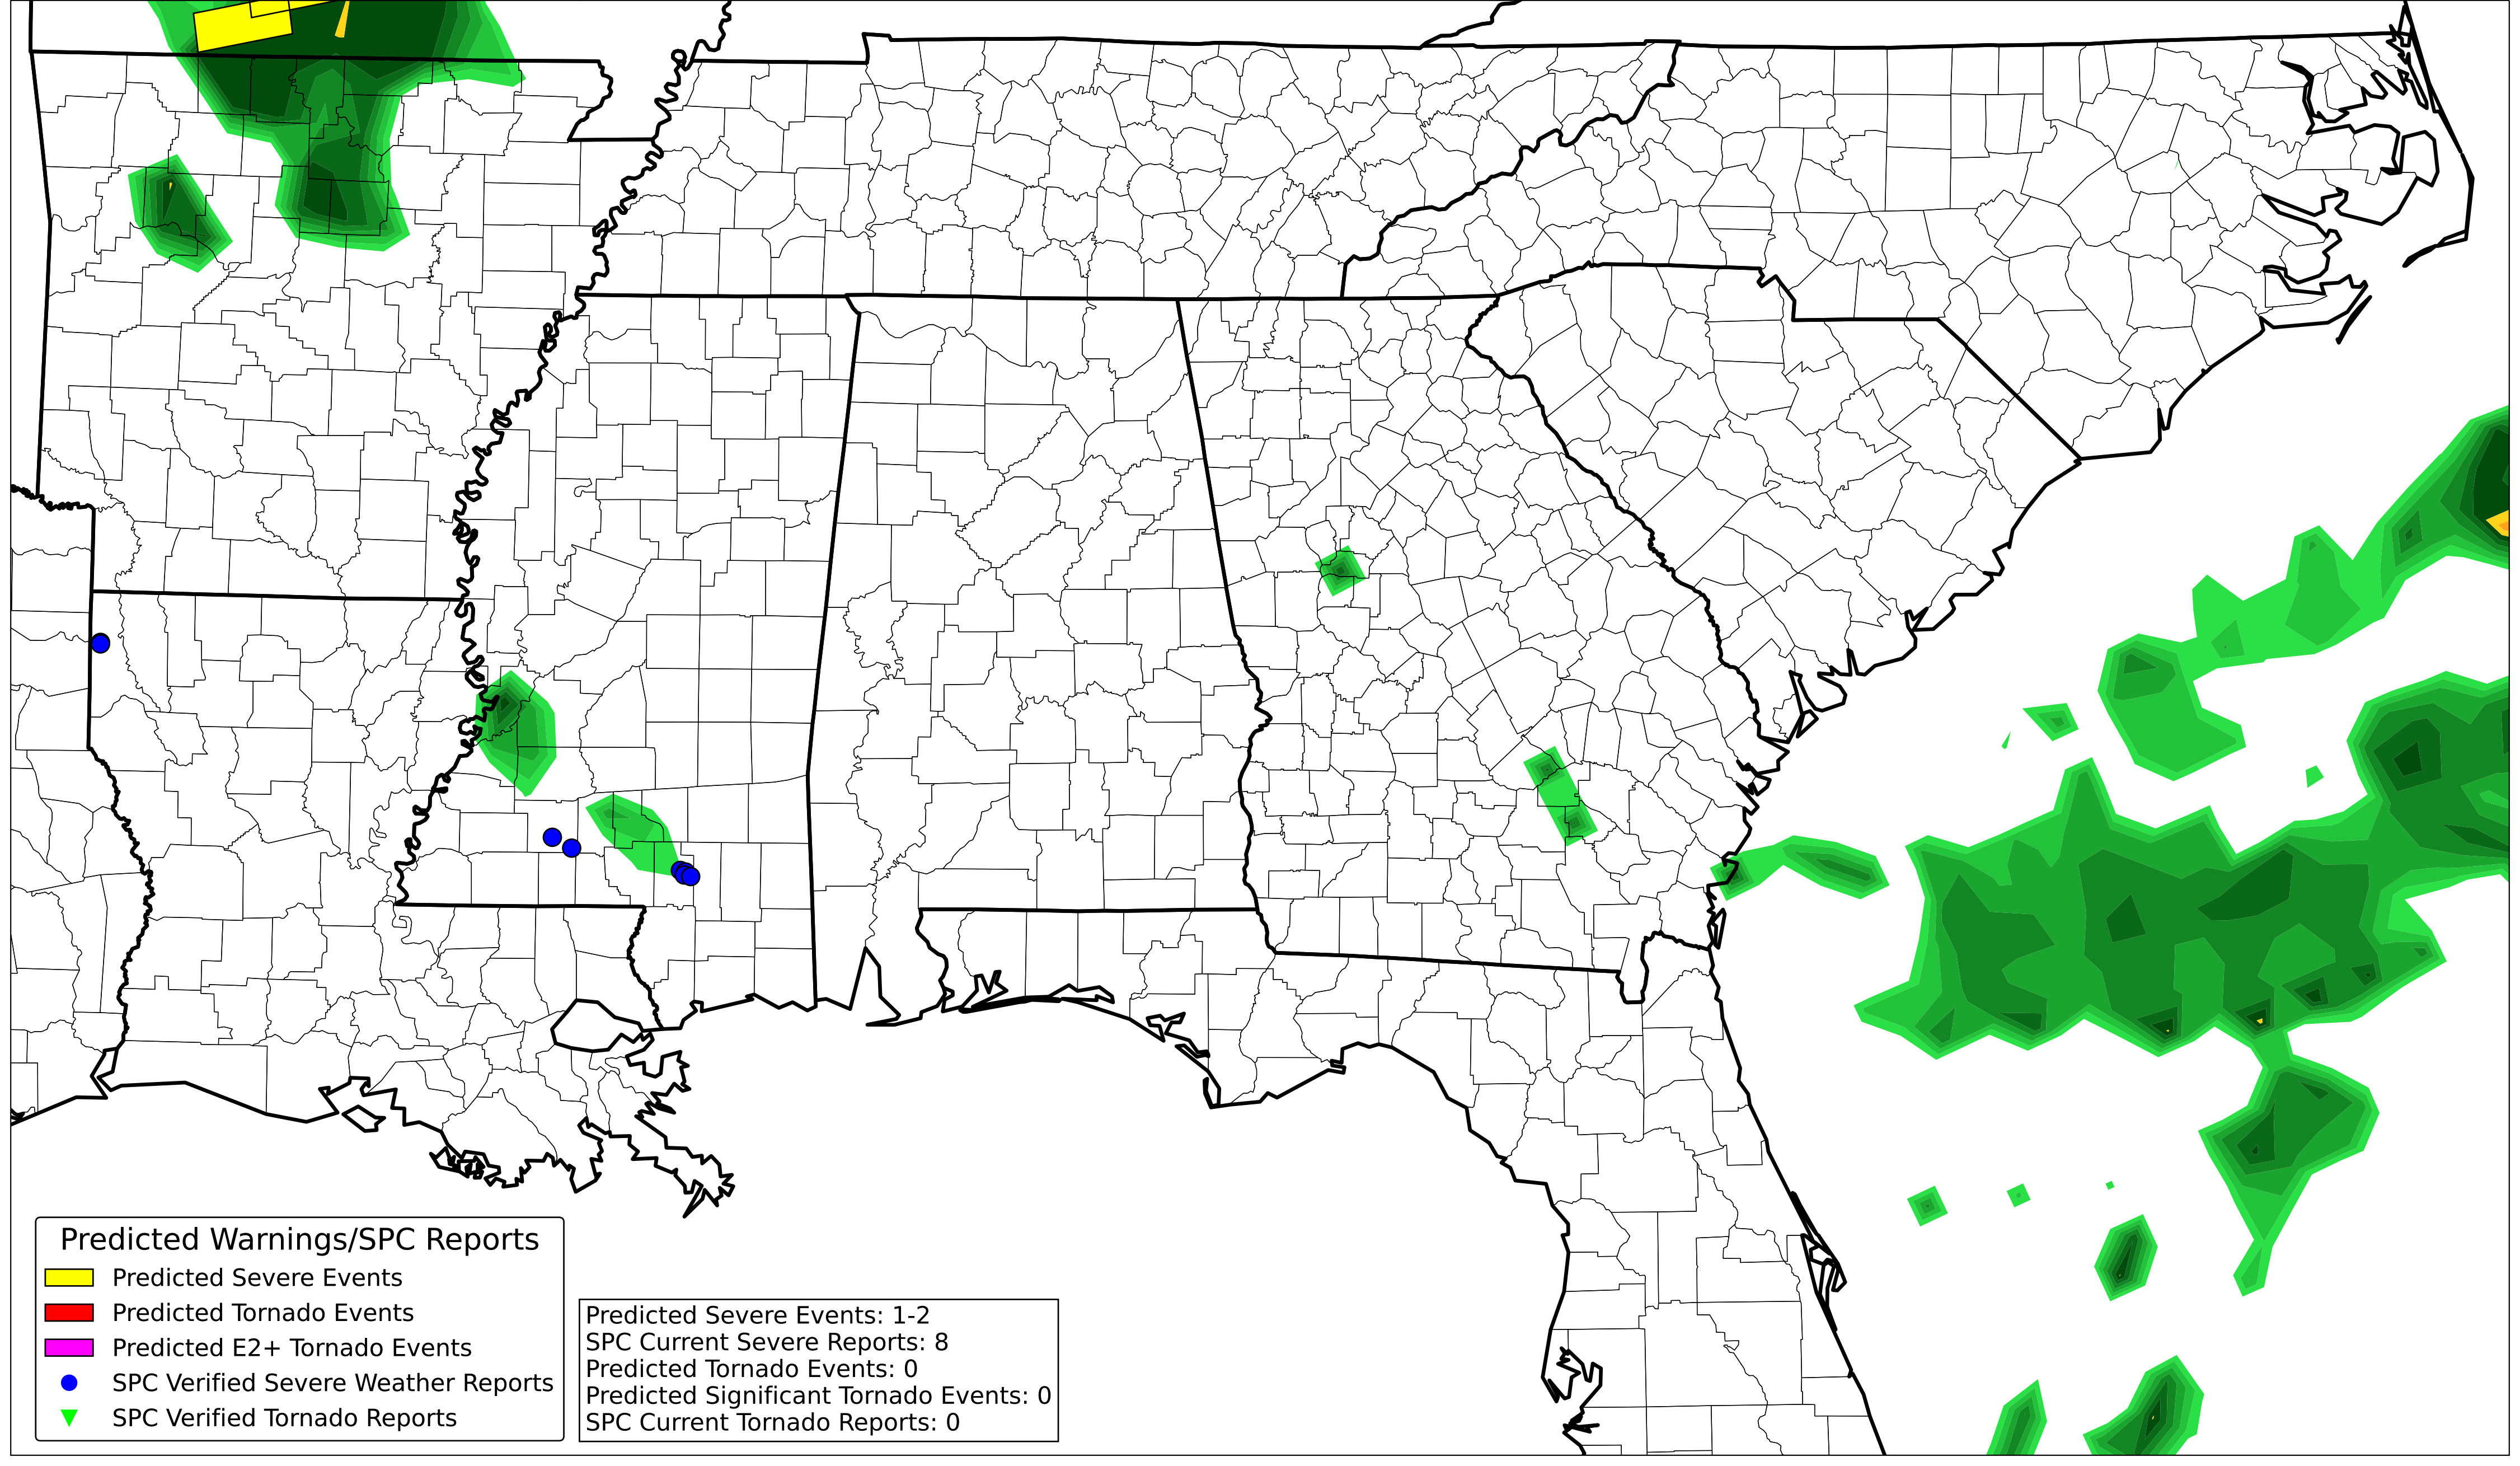 Predicted Warnings/SPC Reports
Predicted Severe Events
Predicted Tornado Events
Predicted E2+ Tornado Events
SPC Verified Severe Weather Reports
SPC Verified Tornado Reports
Predicted Severe Events: 1-2
SPC Current Severe Reports: 8
Predicted Tornado Events: 0
Predicted Significant Tornado Events: 0
SPC Current Tornado Reports: 0